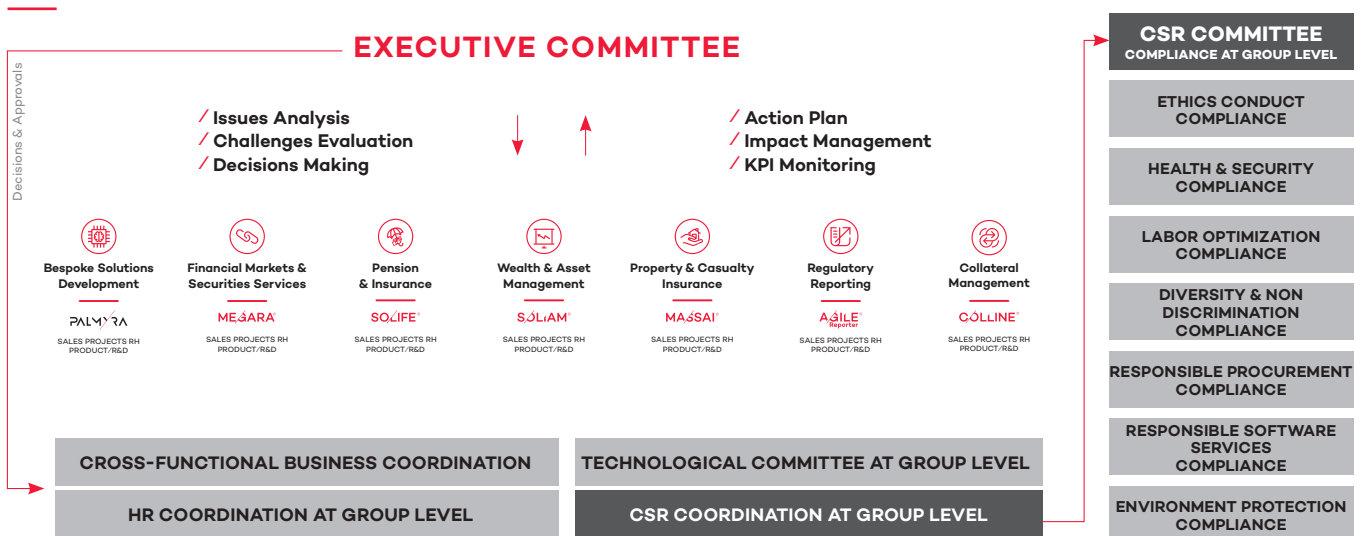 EXECUTIVE COMMITTEE
Decisions & Approvals
/ Issues Analysis
/ Challenges Evaluation
/ Decisions Making
/ Action Plan
/ Impact Management
/ KPI Monitoring
Bespoke Solutions
Development
PALMYRA
SALES PROJECTS RH
PRODUCT/R&D
Financial Markets &
Securities Services
MEGARA®
SALES PROJECTS RH
PRODUCT/R&D
Pension
& Insurance
SOLIFE®
SALES PROJECTS RH
PRODUCT/R&D
Wealth & Asset
Management
SOLIAM®
SALES PROJECTS RH
PRODUCT/R&D
Property & Casualty
Insurance
MASSAI®
SALES PROJECTS RH
PRODUCT/R&D
Regulatory
Reporting
AGILE®
Reporter
SALES PROJECTS RH
PRODUCT/R&D
Collateral
Management
COLLINE®
SALES PROJECTS RH
PRODUCT/R&D
CROSS-FUNCTIONAL BUSINESS COORDINATION
TECHNOLOGICAL COMMITTEE AT GROUP LEVEL
HR COORDINATION AT GROUP LEVEL
CSR COORDINATION AT GROUP LEVEL
CSR COMMITTEE
COMPLIANCE AT GROUP LEVEL
ETHICS CONDUCT
COMPLIANCE
HEALTH & SECURITY
COMPLIANCE
LABOR OPTIMIZATION
COMPLIANCE
DIVERSITY & NON
DISCRIMINATION
COMPLIANCE
RESPONSIBLE PROCUREMENT
COMPLIANCE
RESPONSIBLE SOFTWARE
SERVICES
COMPLIANCE
ENVIRONMENT PROTECTION
COMPLIANCE